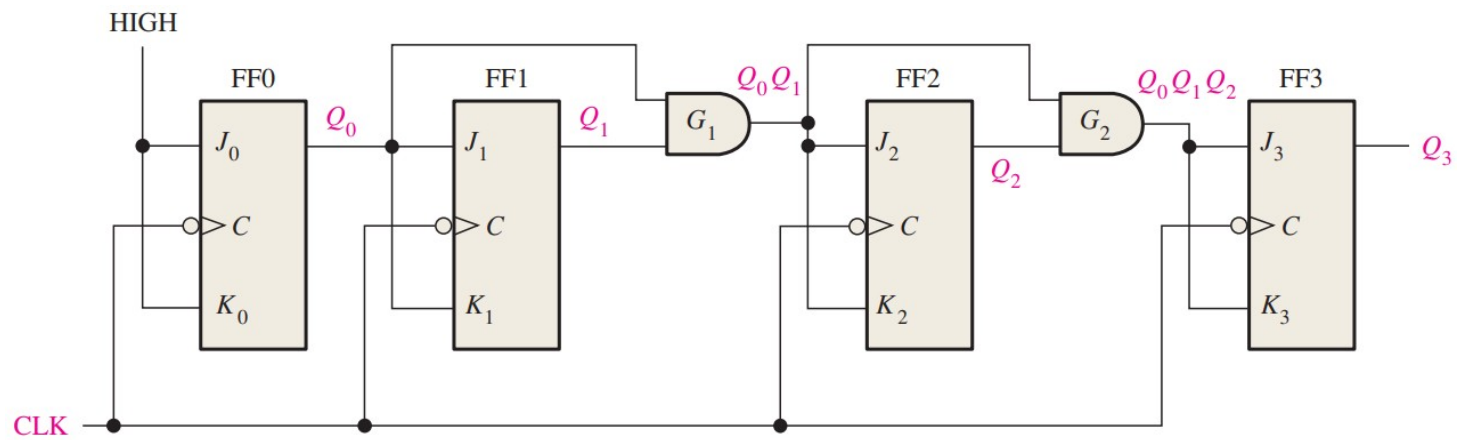 HIGH
FF0
FF1
FF2
FF3
Q₀
Q₁
G₁
Q₀Q₁
G₂
Q₀Q₁Q₂
J₀
J₁
J₂
Q₂
J₃
Q₃
C
C
C
C
K₀
K₁
K₂
K₃
CLK